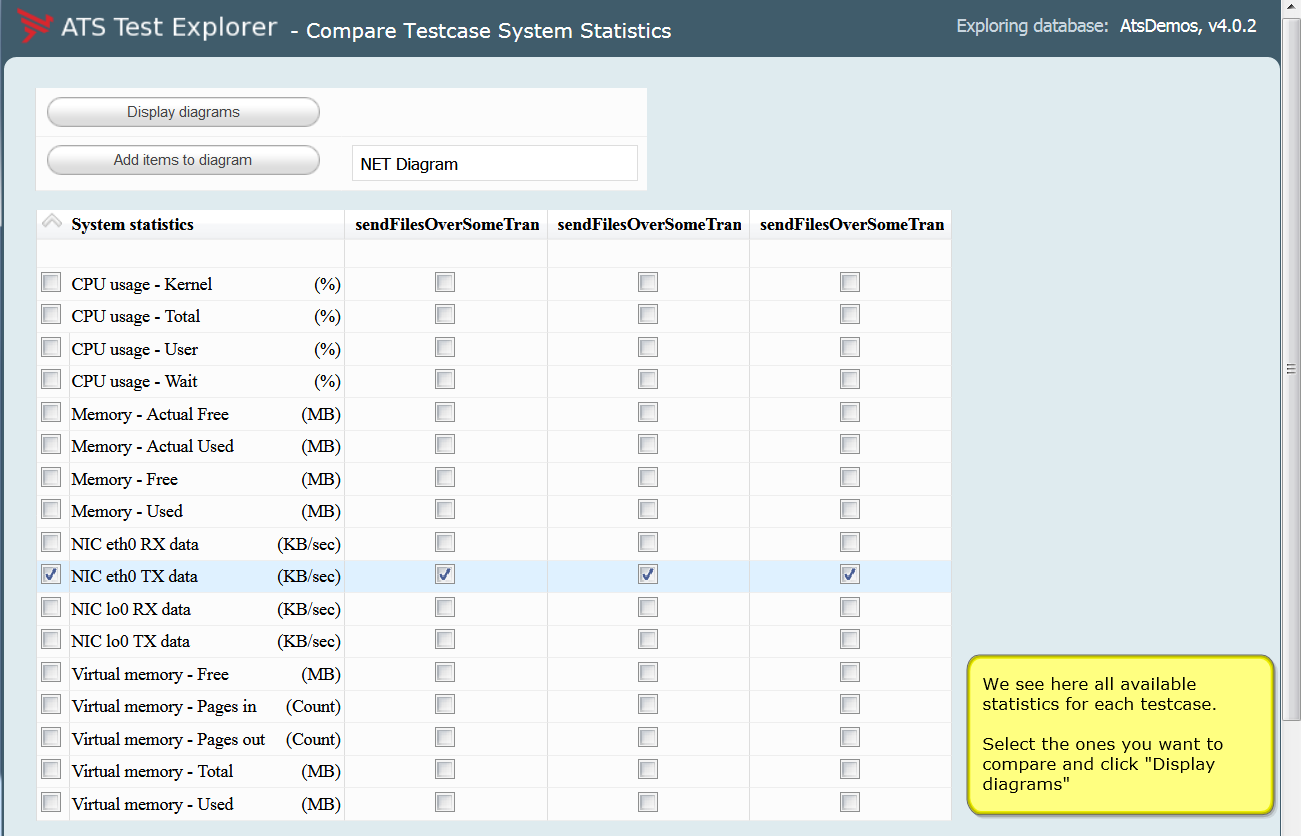 ATS Test Explorer - Compare Testcase System Statistics Exploring database: AtsDemos, v4.0.2
Display diagrams
Add items to diagram NET Diagram
System statistics sendFilesOverSomeTran sendFilesOverSomeTran sendFilesOverSomeTran
CPU usage - Kernel (%)
CPU usage - Total (%)
CPU usage - User (%)
CPU usage - Wait (%)
Memory - Actual Free (MB)
Memory - Actual Used (MB)
Memory - Free (MB)
Memory - Used (MB)
NIC eth0 RX data (KB/sec)
NIC eth0 TX data (KB/sec)
NIC lo0 RX data (KB/sec)
NIC lo0 TX data (KB/sec)
Virtual memory - Free (MB)
Virtual memory - Pages in (Count)
Virtual memory - Pages out (Count)
Virtual memory - Total (MB)
Virtual memory - Used (MB)
We see here all available
statistics for each testcase.
Select the ones you want to
compare and click "Display
diagrams"